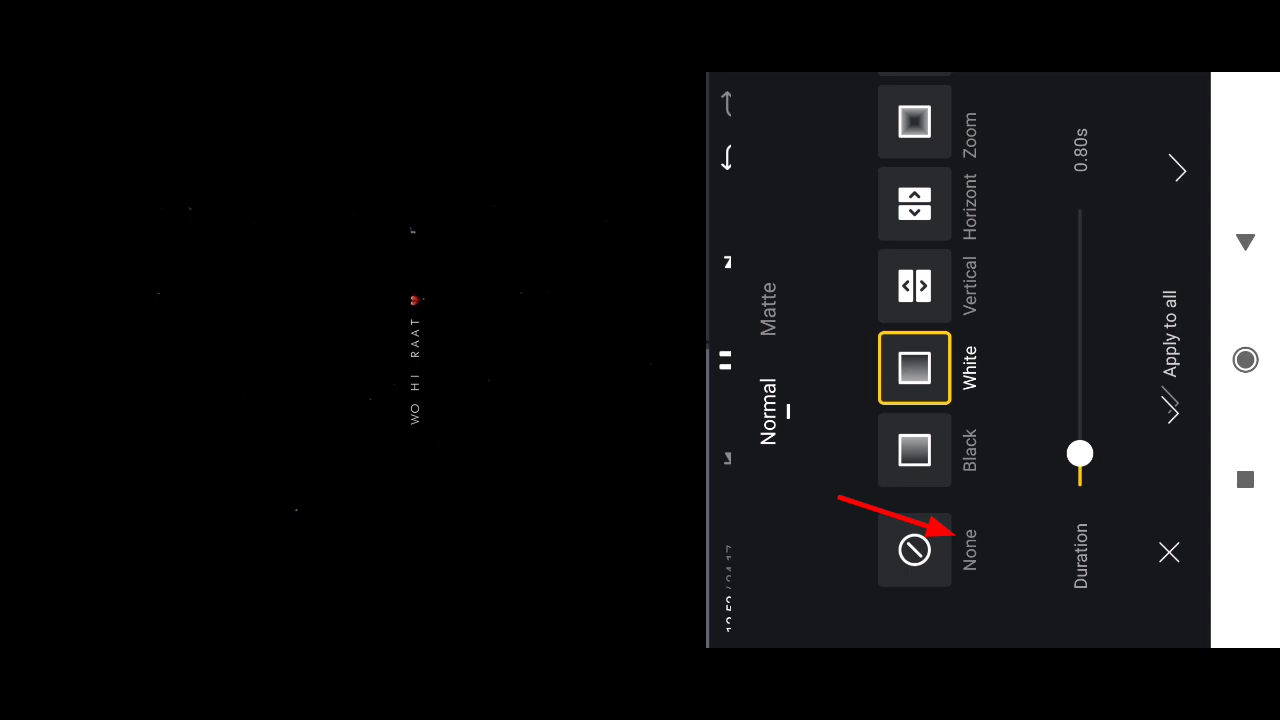 WO HI RAAT
Normal
Matte
None
Black
White
Vertical
Horizont
Zoom
Duration
0.80s
Apply to all